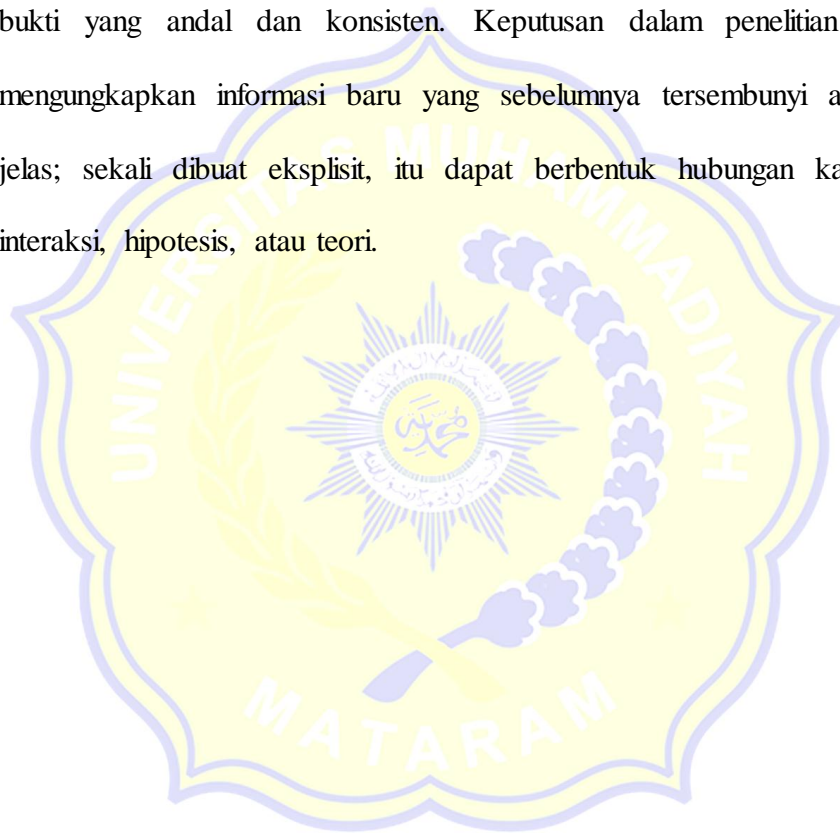 bukti yang andal dan konsisten. Keputusan dalam penelitian
mengungkapkan informasi baru yang sebelumnya tersembunyi a
jelas; sekali dibuat eksplisit, itu dapat berbentuk hubungan ka
interaksi, hipotesis, atau teori.
UNIVERSITAS MUHAMMADIYAH
MATARAM